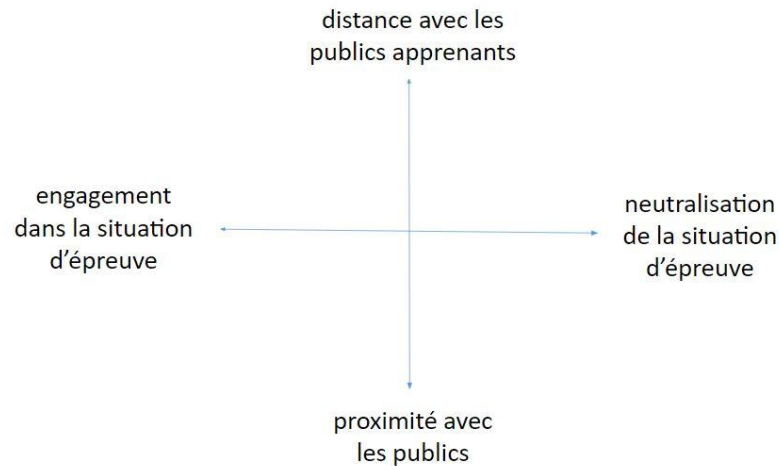 distance avec les
publics apprenants
engagement
dans la situation
d’épreuve
neutralisation
de la situation
d’épreuve
proximité avec
les publics